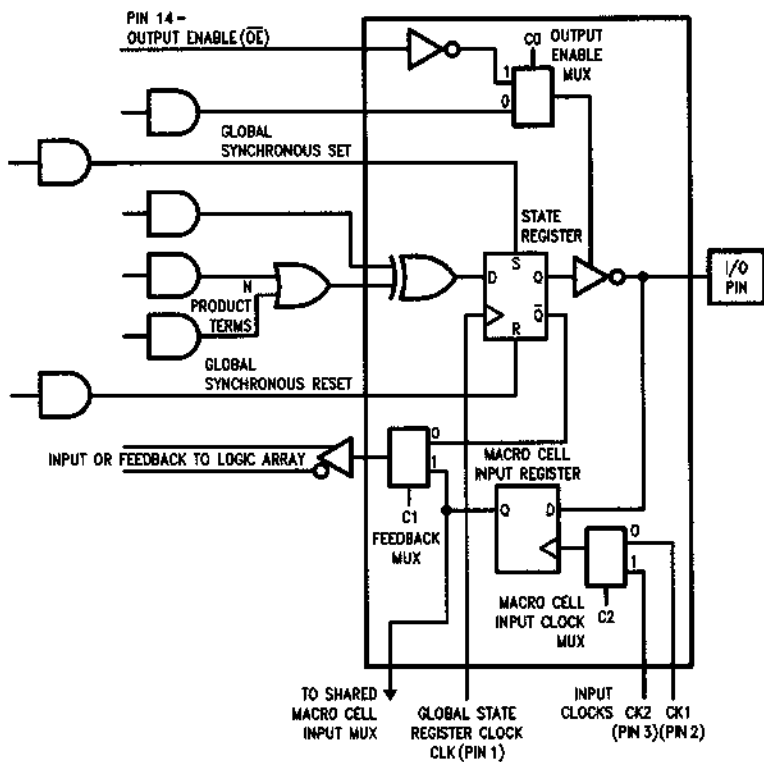 PIN 14-
OUTPUT ENABLE (OE)
C0
OUTPUT
ENABLE
MUX
1
0
GLOBAL
SYNCHRONOUS SET
STATE
REGISTER
S
D
Q
Q
R
I/O
PIN
N
PRODUCT
TERMS
GLOBAL
SYNCHRONOUS RESET
INPUT OR FEEDBACK TO LOGIC ARRAY
0
1
C1
FEEDBACK
MUX
MACRO CELL
INPUT REGISTER
Q
D
0
1
C2
MACRO CELL
INPUT CLOCK
MUX
TO SHARED
MACRO CELL
INPUT MUX
GLOBAL STATE
REGISTER CLOCK
CLK (PIN 1)
INPUT
CLOCKS
CK2
(PIN 3)
CK1
(PIN 2)